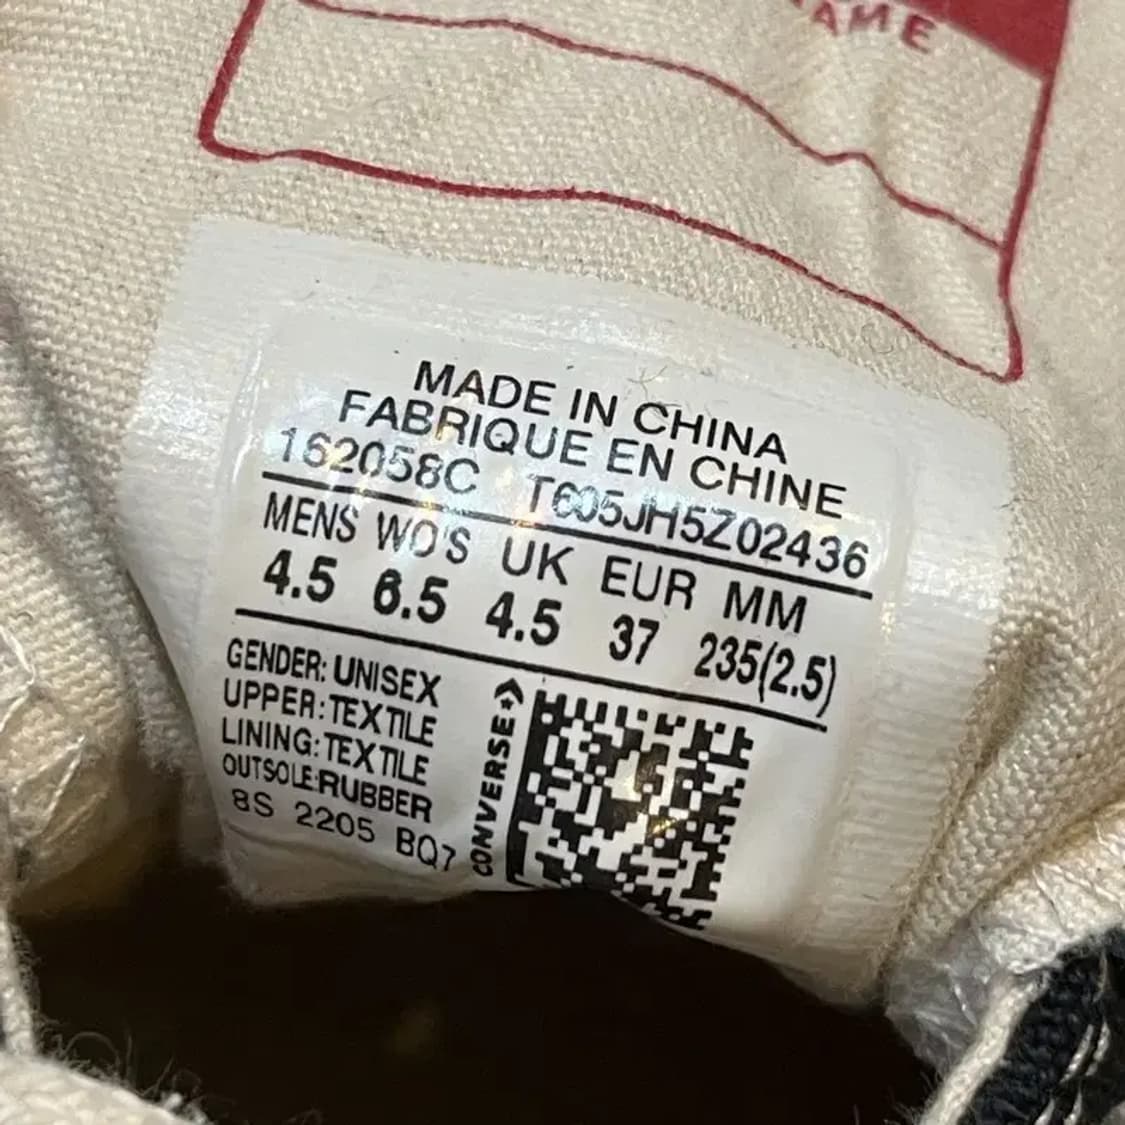 NAME
MADE IN CHINA
FABRIQUE EN CHINE
162058C T605JH5Z02436
MENS WO'S UK EUR MM
4.5 6.5 4.5 37 235(2.5)
GENDER: UNISEX
UPPER: TEXTILE
LINING: TEXTILE
OUTSOLE:RUBBER
8S 2205 BQ7
CONVERSE